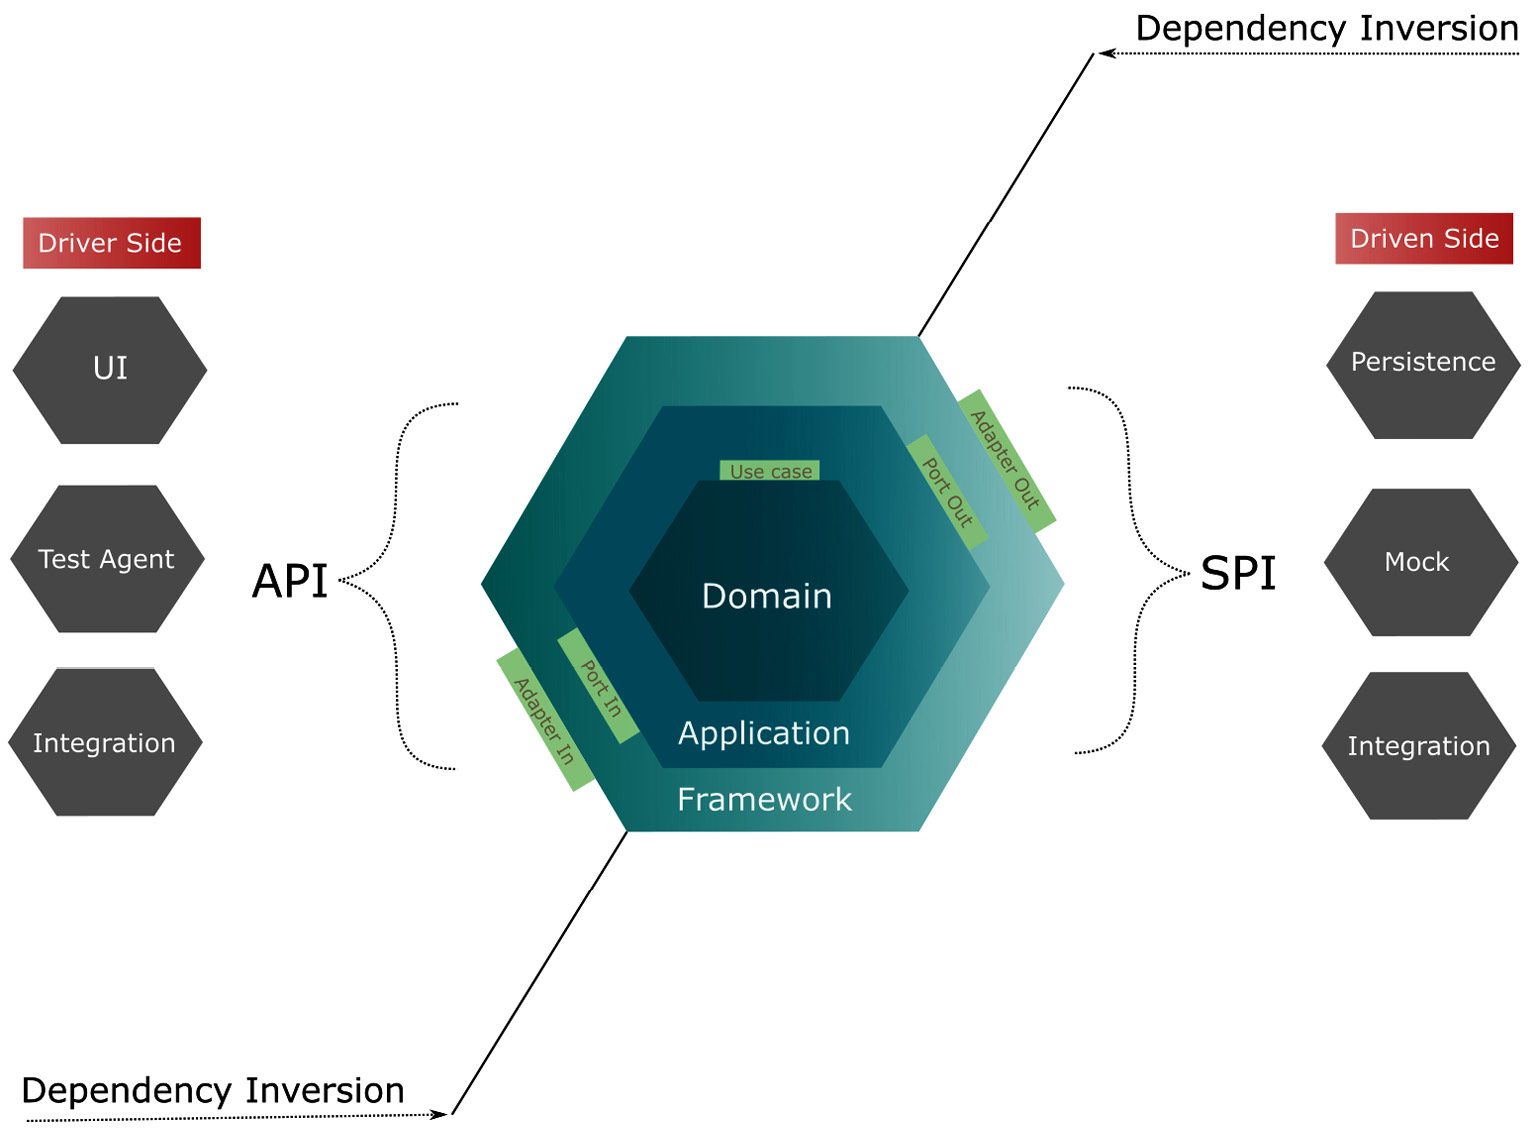 Dependency Inversion
Driver Side
UI
Test Agent
Integration
API
Use case
Domain
Application
Framework
Port In
Adapter In
Port Out
Adapter Out
SPI
Driven Side
Persistence
Mock
Integration
Dependency Inversion